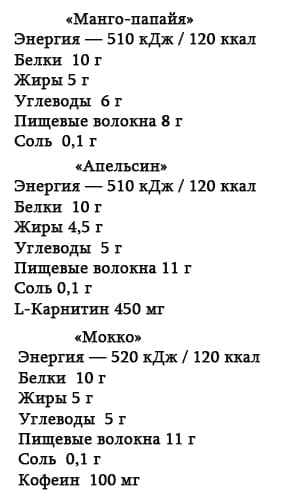 «Манго-папайя»
Энергия — 510 кДж / 120 ккал
Белки 10 г
Жиры 5 г
Углеводы 6 г
Пищевые волокна 8 г
Соль 0,1 г
«Апельсин»
Энергия — 510 кДж / 120 ккал
Белки 10 г
Жиры 4,5 г
Углеводы 5 г
Пищевые волокна 11 г
Соль 0,1 г
L-Карнитин 450 мг
«Мокко»
Энергия — 520 кДж / 120 ккал
Белки 10 г
Жиры 5 г
Углеводы 5 г
Пищевые волокна 11 г
Соль 0,1 г
Кофеин 100 мг